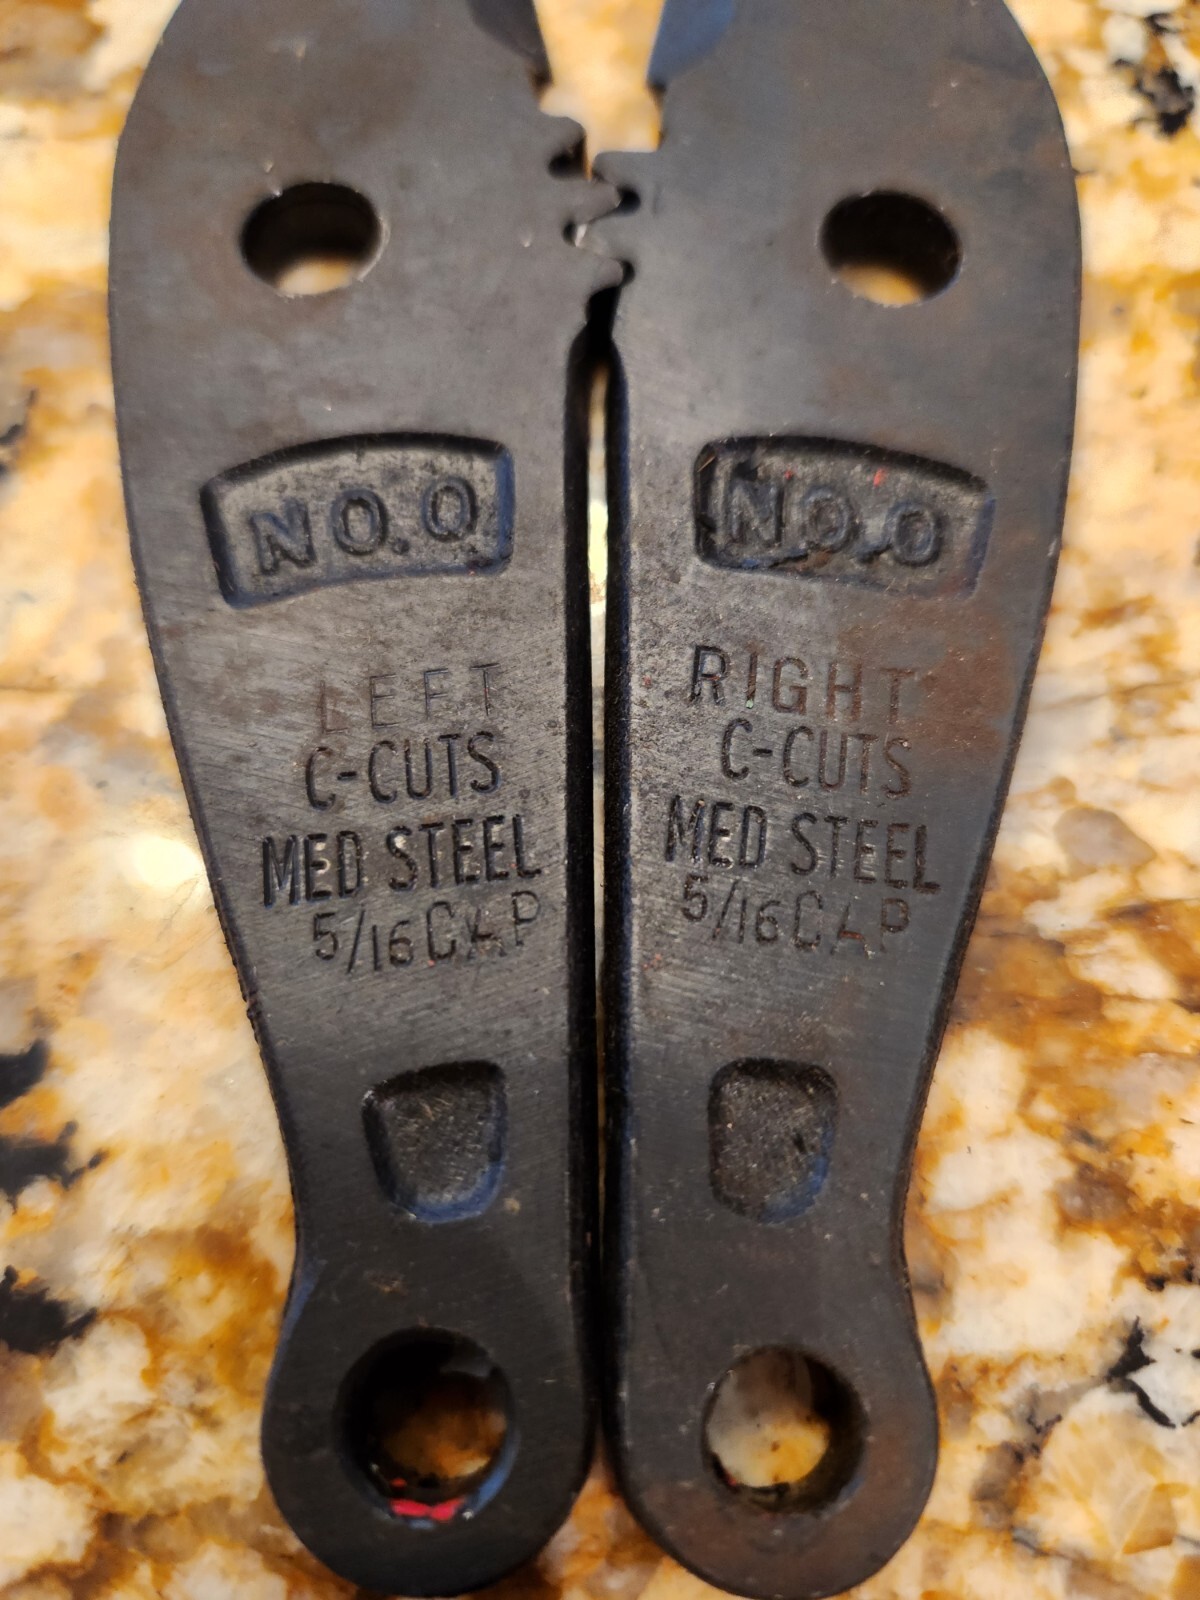 NO.0
LEFT
C-CUTS
MED STEEL
5/16 CAP
NO.0
RIGHT
C-CUTS
MED STEEL
5/16 CAP